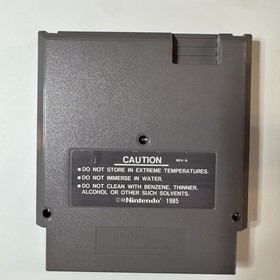 CAUTION
REV-A
● DO NOT STORE IN EXTREME TEMPERATURES.
● DO NOT IMMERSE IN WATER.
● DO NOT CLEAN WITH BENZENE, THINNER,
ALCOHOL OR OTHER SUCH SOLVENTS.
©Ⓜ Nintendo® 1985